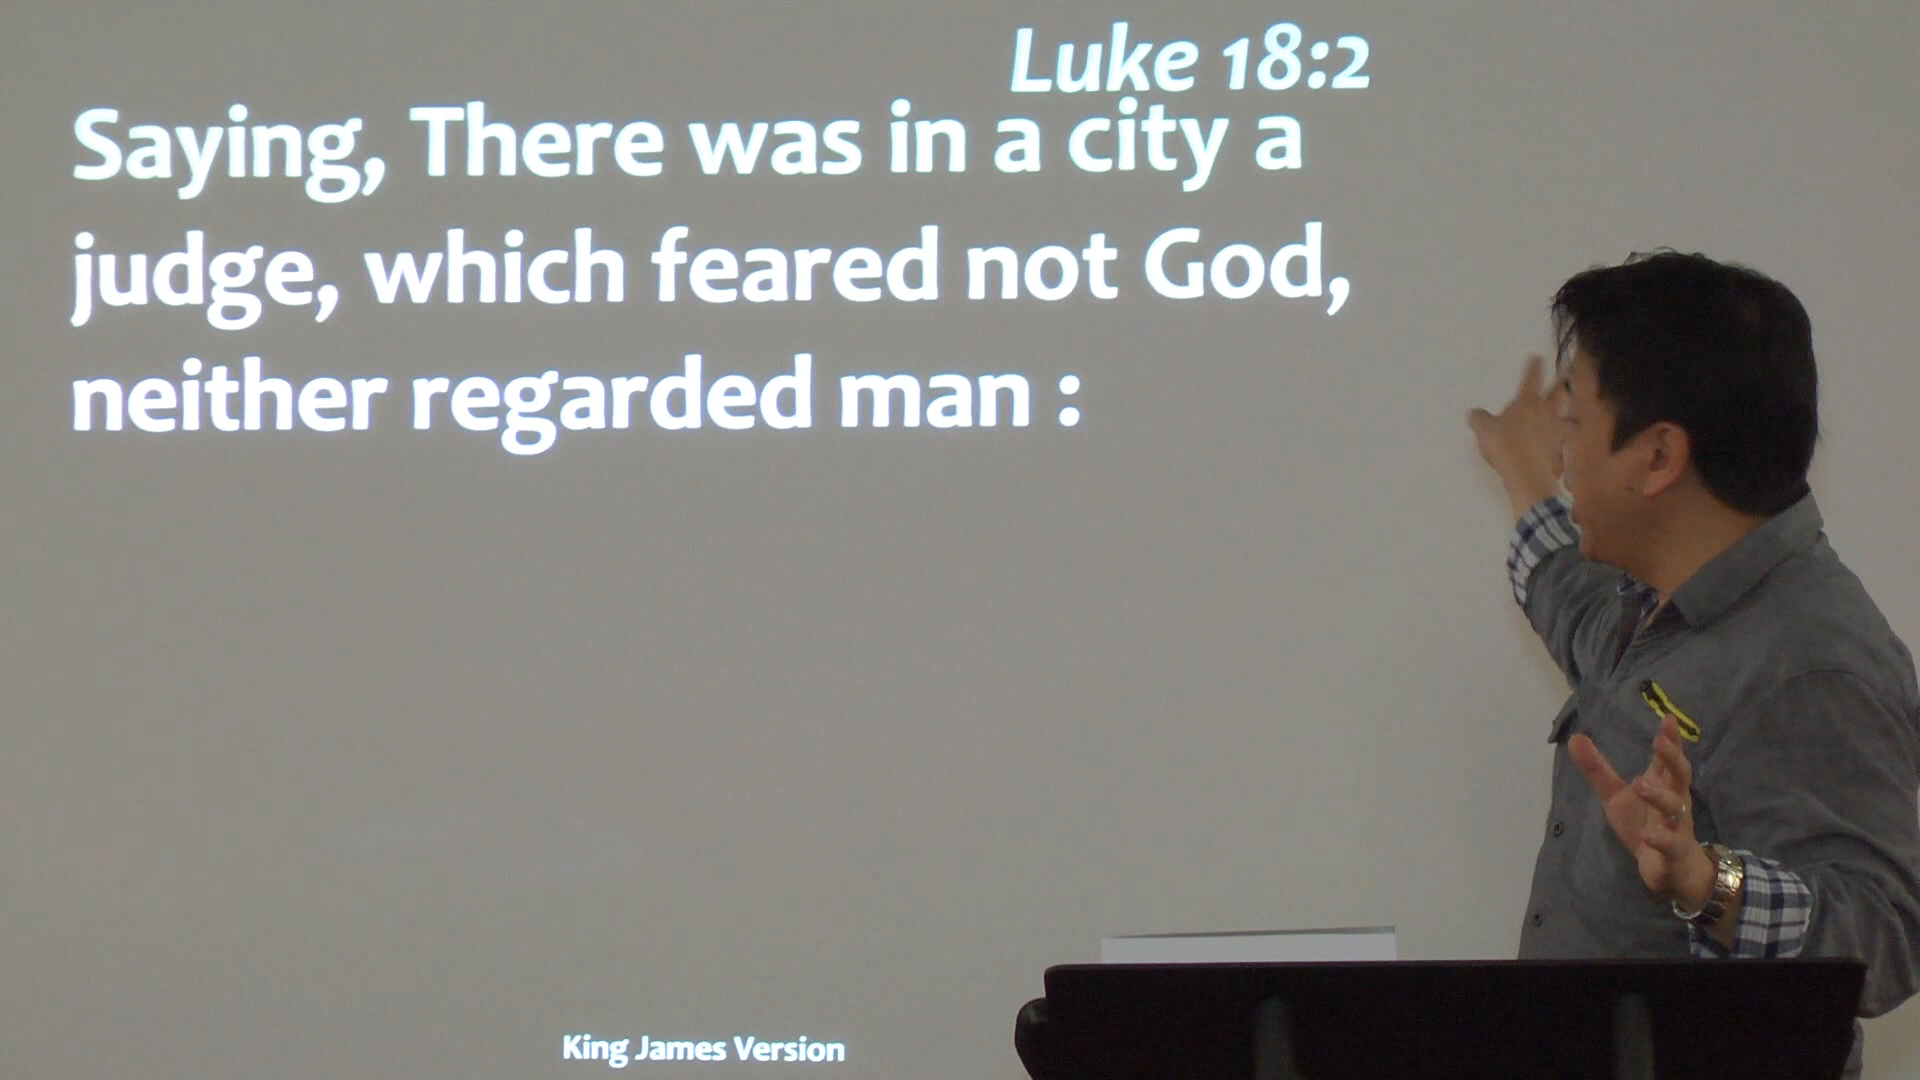 Luke 18:2
Saying, There was in a city a
judge, which feared not God,
neither regarded man :
King James Version